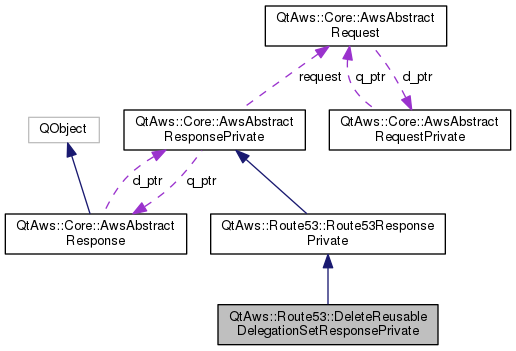 QtAws::Core::AwsAbstract
Request
request
q_ptr
d_ptr
QObject
QtAws::Core::AwsAbstract
ResponsePrivate
QtAws::Core::AwsAbstract
RequestPrivate
d_ptr
q_ptr
QtAws::Core::AwsAbstract
Response
QtAws::Route53::Route53Response
Private
QtAws::Route53::DeleteReusable
DelegationSetResponsePrivate